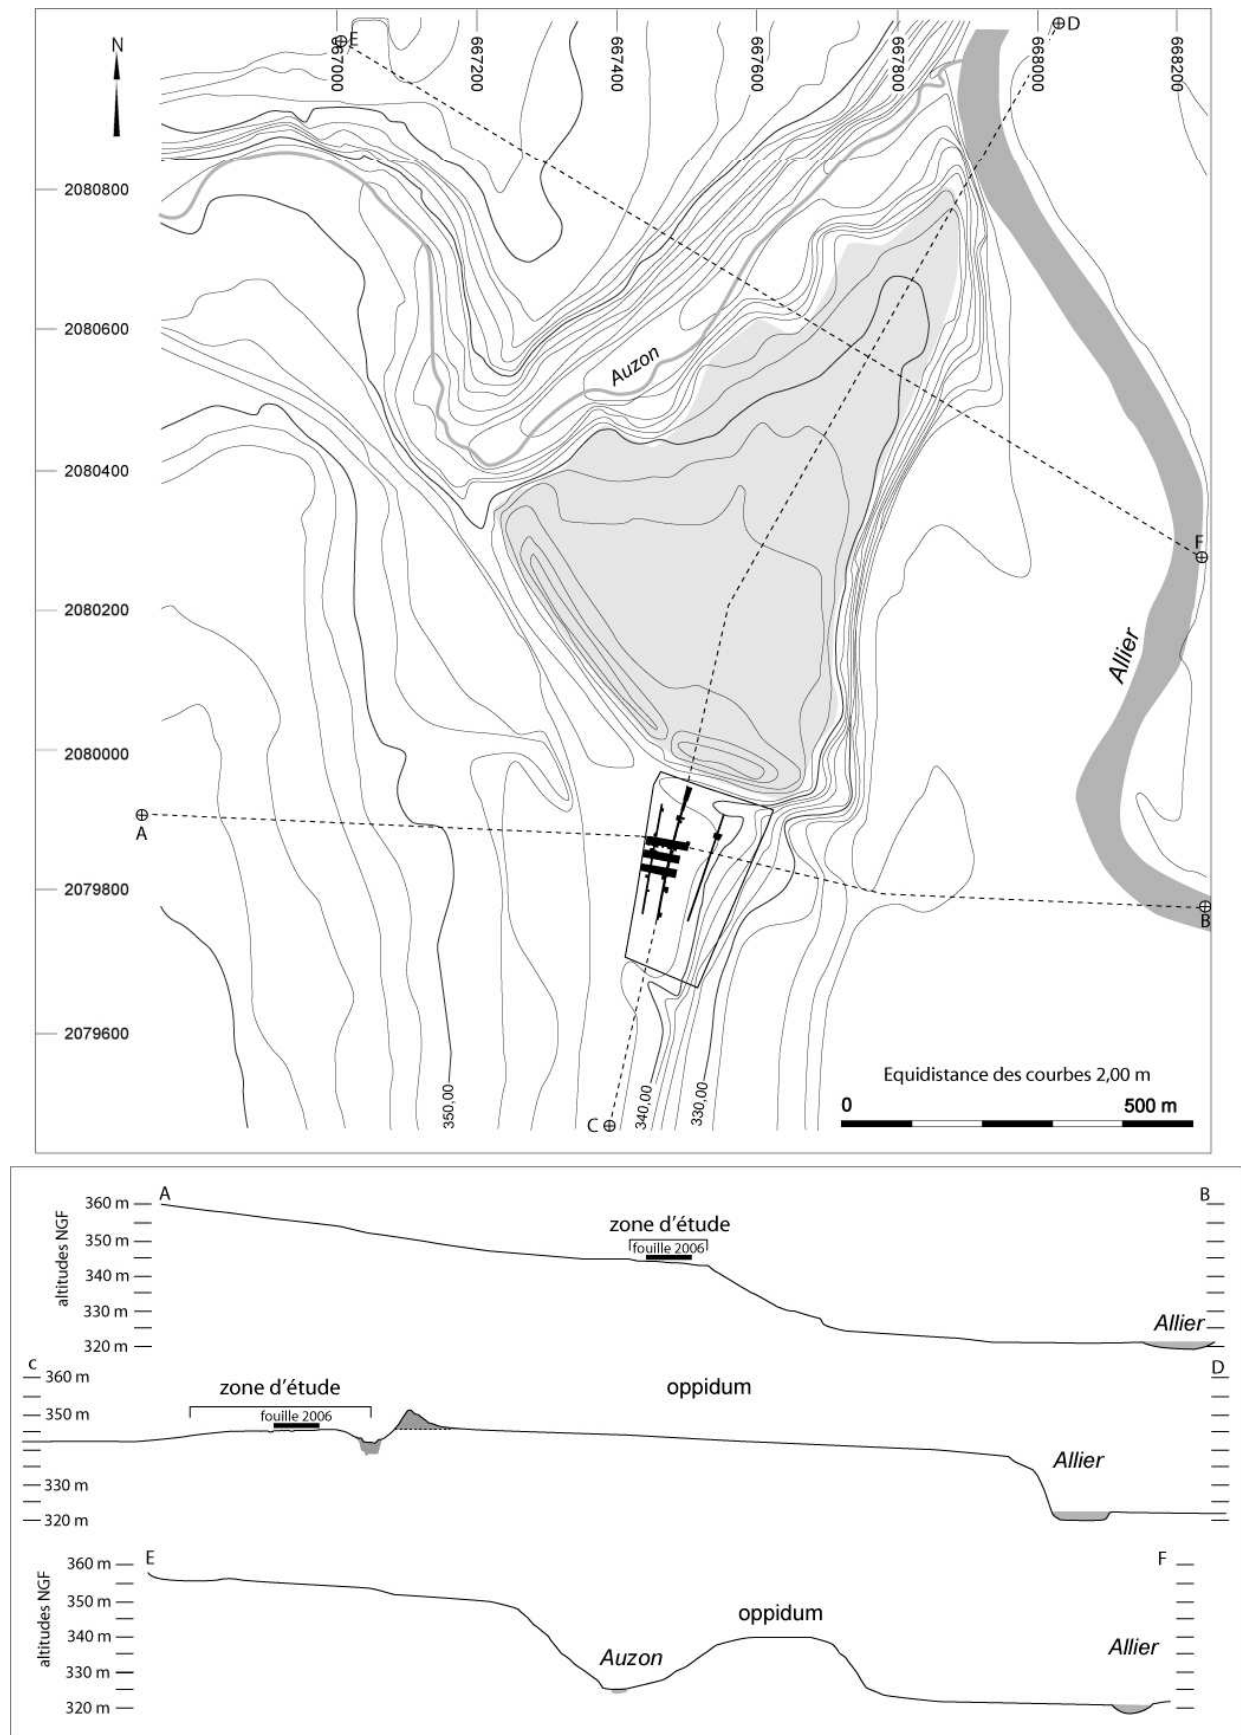 N
E
D
667000
667200
667400
667600
667800
668000
668200
2080800
2080600
Auzon
2080400
F
2080200
Allier
2080000
A
2079800
B
2079600
Equidistance des courbes 2,00 m
350,00
340,00
330,00
0
500 m
C
A
B
altitudes NGF
360 m
350 m
340 m
330 m
320 m
zone d’étude
fouille 2006
Allier
c
D
360 m
350 m
330 m
320 m
zone d’étude
fouille 2006
oppidum
Allier
E
F
altitudes NGF
360 m
350 m
340 m
330 m
320 m
oppidum
Auzon
Allier